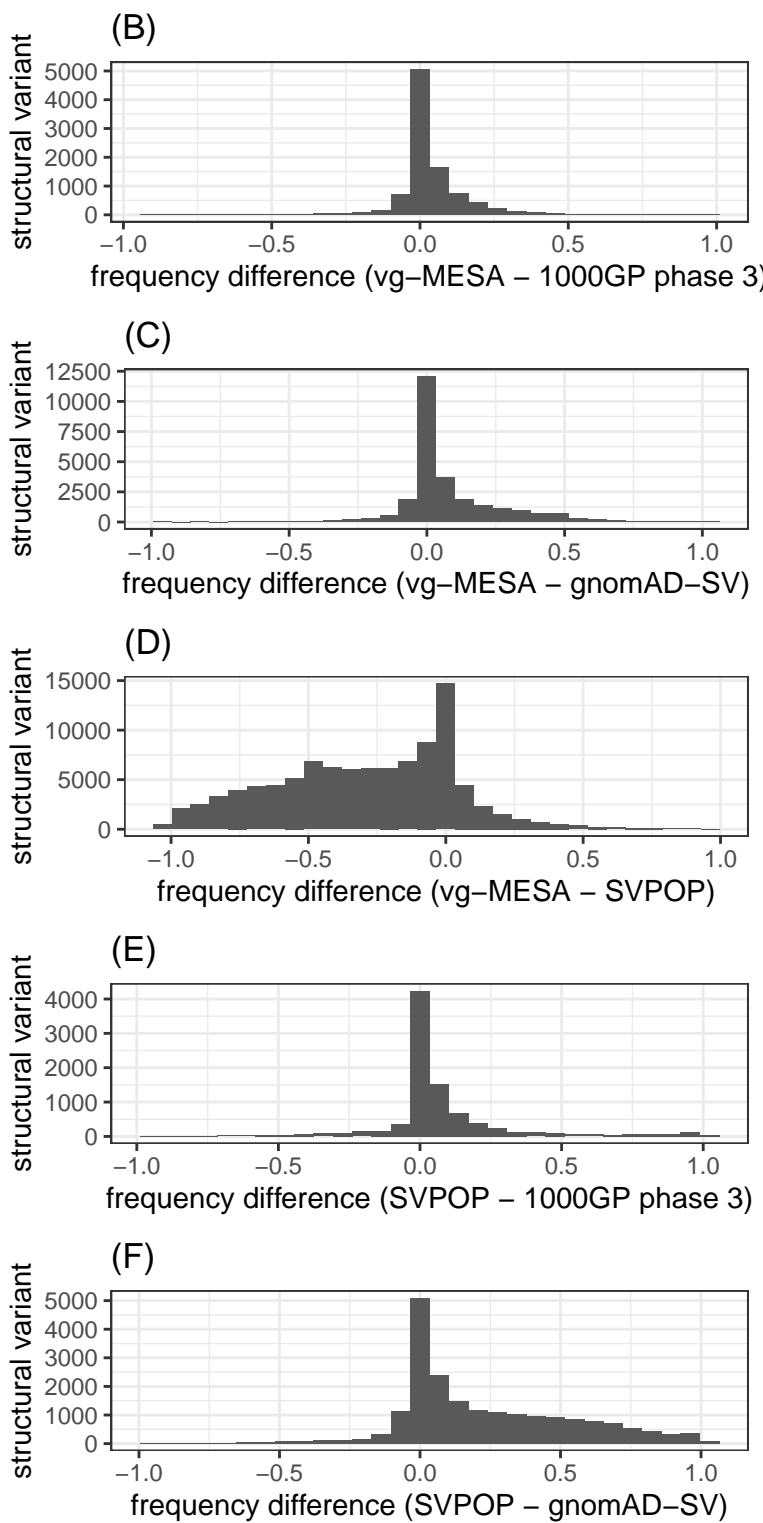 (B)
structural variant
5000
4000
3000
2000
1000
0
−1.0 −0.5 0.0 0.5 1.0
frequency difference (vg−MESA − 1000GP phase 3)
(C)
structural variant
12500
10000
7500
5000
2500
0
−1.0 −0.5 0.0 0.5 1.0
frequency difference (vg−MESA − gnomAD−SV)
(D)
structural variant
15000
10000
5000
0
−1.0 −0.5 0.0 0.5 1.0
frequency difference (vg−MESA − SVPOP)
(E)
structural variant
4000
3000
2000
1000
0
−1.0 −0.5 0.0 0.5 1.0
frequency difference (SVPOP − 1000GP phase 3)
(F)
structural variant
5000
4000
3000
2000
1000
0
−1.0 −0.5 0.0 0.5 1.0
frequency difference (SVPOP − gnomAD−SV)